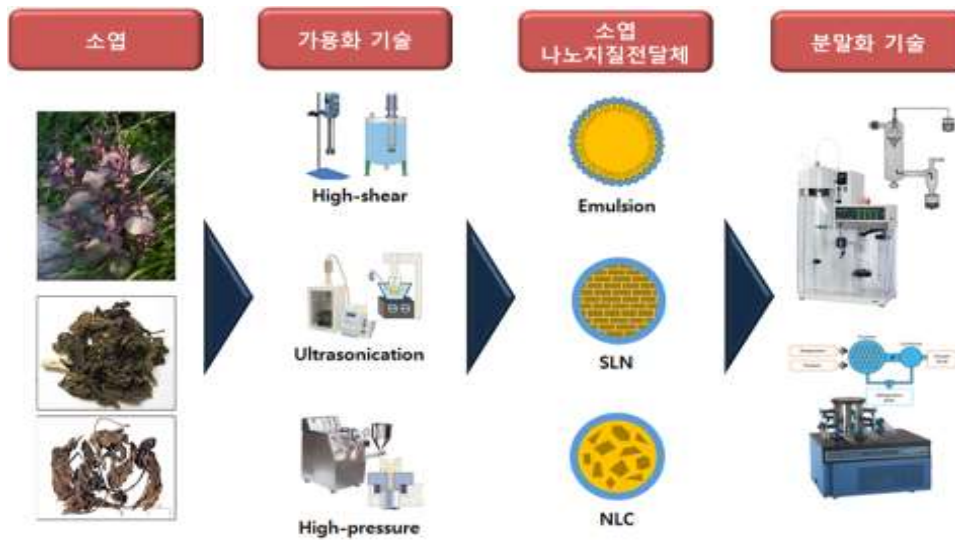 소엽
가용화 기술
소엽
나노지질전달체
분말화 기술
High-shear
Ultrasonication
High-pressure
Emulsion
SLN
NLC